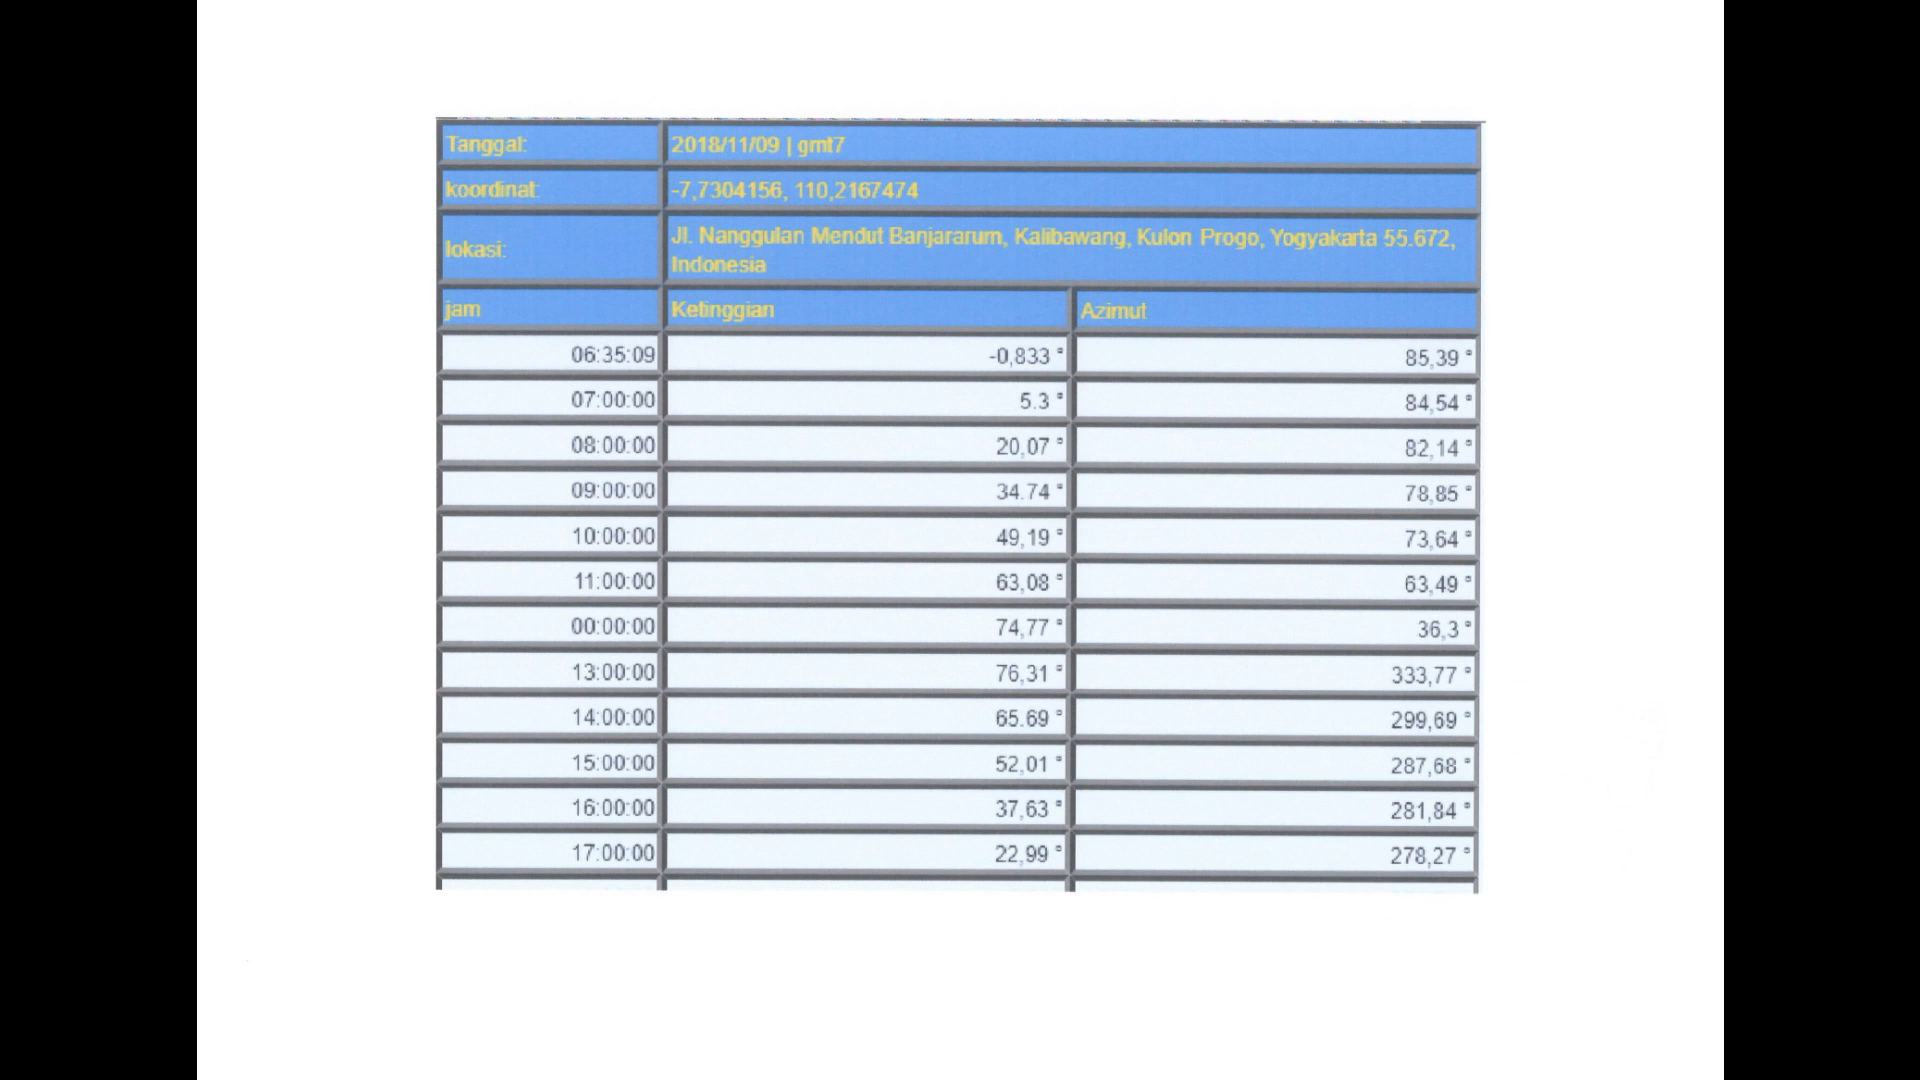 Tanggal: 2018/11/09 | gmt7
koordinat: -7,7304156, 110,2167474
lokasi: Jl. Nanggulan Mendut Banjararum, Kalibawang, Kulon Progo, Yogyakarta 55.672,
Indonesia
jam Ketinggian Azimut
06:35:09 -0,833 ° 85,39 °
07:00:00 5.3 ° 84,54 °
08:00:00 20,07 ° 82,14 °
09:00:00 34.74 ° 78,85 °
10:00:00 49,19 ° 73,64 °
11:00:00 63,08 ° 63,49 °
00:00:00 74,77 ° 36,3 °
13:00:00 76,31 ° 333,77 °
14:00:00 65.69 ° 299,69 °
15:00:00 52,01 ° 287,68 °
16:00:00 37,63 ° 281,84 °
17:00:00 22,99 ° 278,27 °